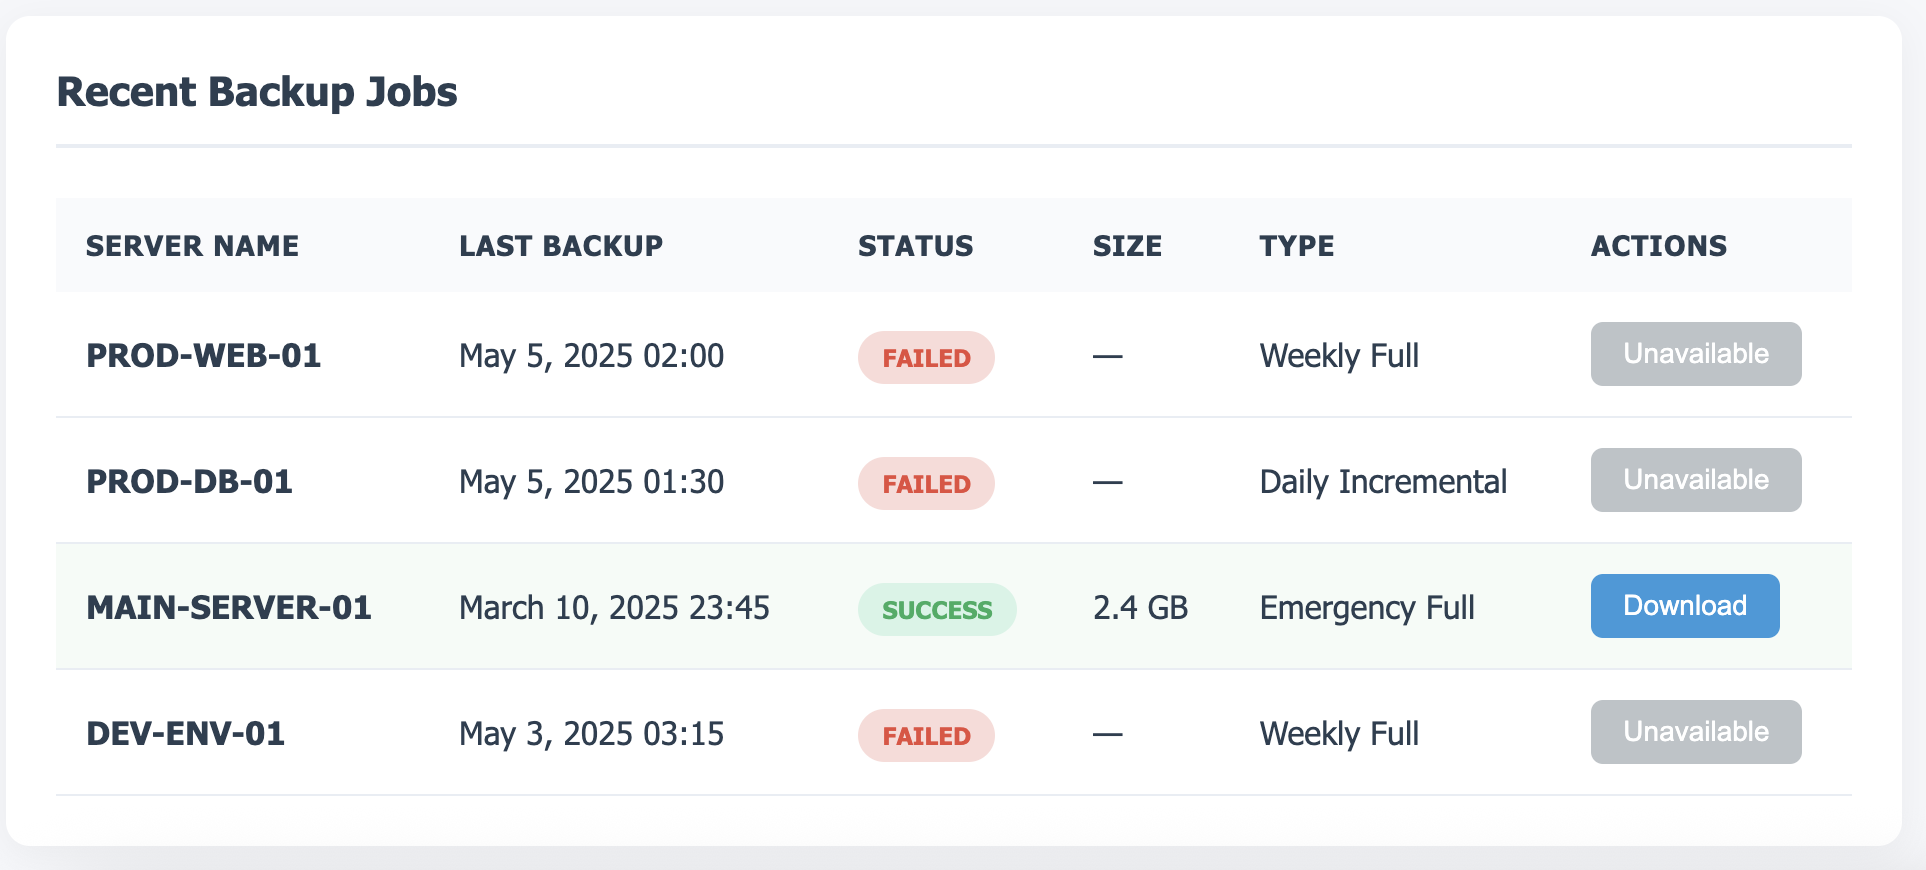 Recent Backup Jobs
SERVER NAME LAST BACKUP STATUS SIZE TYPE ACTIONS
PROD-WEB-01 May 5, 2025 02:00 FAILED — Weekly Full Unavailable
PROD-DB-01 May 5, 2025 01:30 FAILED — Daily Incremental Unavailable
MAIN-SERVER-01 March 10, 2025 23:45 SUCCESS 2.4 GB Emergency Full Download
DEV-ENV-01 May 3, 2025 03:15 FAILED — Weekly Full Unavailable